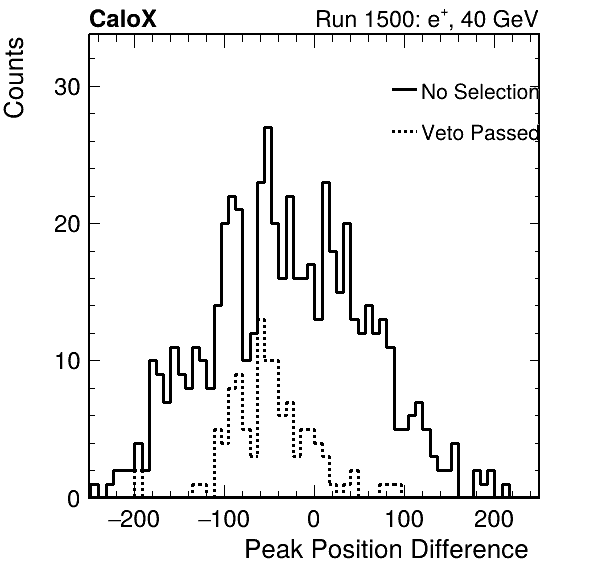 CaloX Run 1500: e⁺, 40 GeV
Counts
30
No Selection
Veto Passed
20
10
0
−200 −100 0 100 200
Peak Position Difference